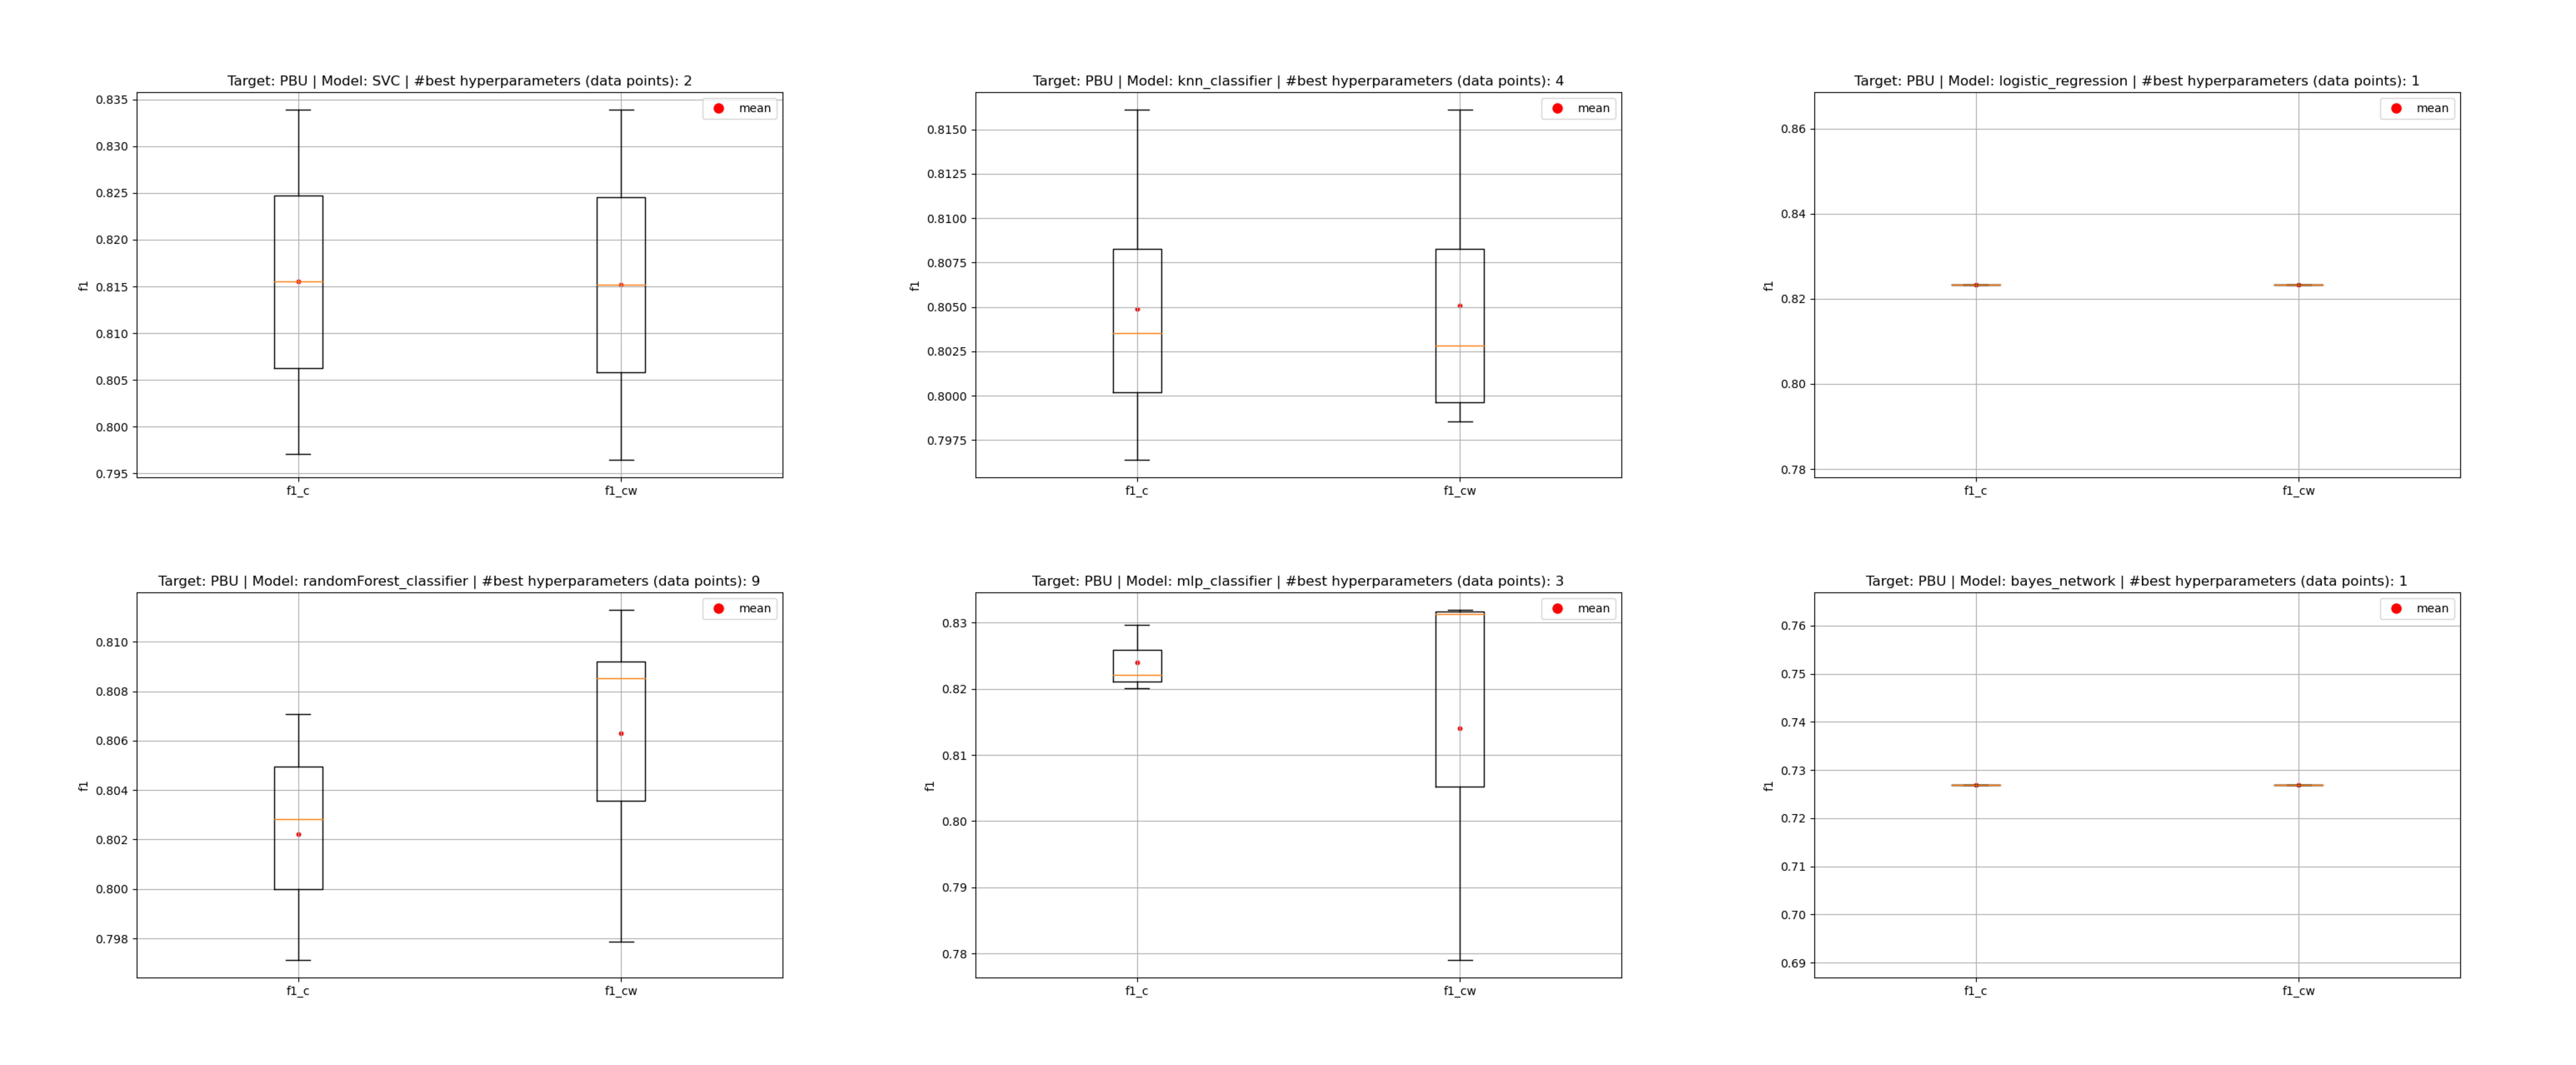 Target: PBU | Model: SVC | #best hyperparameters (data points): 2
mean
0.835
0.830
0.825
0.820
0.815
0.810
0.805
0.800
0.795
f1
f1_c
f1_cw
Target: PBU | Model: knn_classifier | #best hyperparameters (data points): 4
mean
0.8150
0.8125
0.8100
0.8075
0.8050
0.8025
0.8000
0.7975
f1
f1_c
f1_cw
Target: PBU | Model: logistic_regression | #best hyperparameters (data points): 1
mean
0.86
0.84
0.82
0.80
0.78
f1
f1_c
f1_cw
Target: PBU | Model: randomForest_classifier | #best hyperparameters (data points): 9
mean
0.810
0.808
0.806
0.804
0.802
0.800
0.798
f1
f1_c
f1_cw
Target: PBU | Model: mlp_classifier | #best hyperparameters (data points): 3
mean
0.83
0.82
0.81
0.80
0.79
0.78
f1
f1_c
f1_cw
Target: PBU | Model: bayes_network | #best hyperparameters (data points): 1
mean
0.76
0.75
0.74
0.73
0.72
0.71
0.70
0.69
f1
f1_c
f1_cw